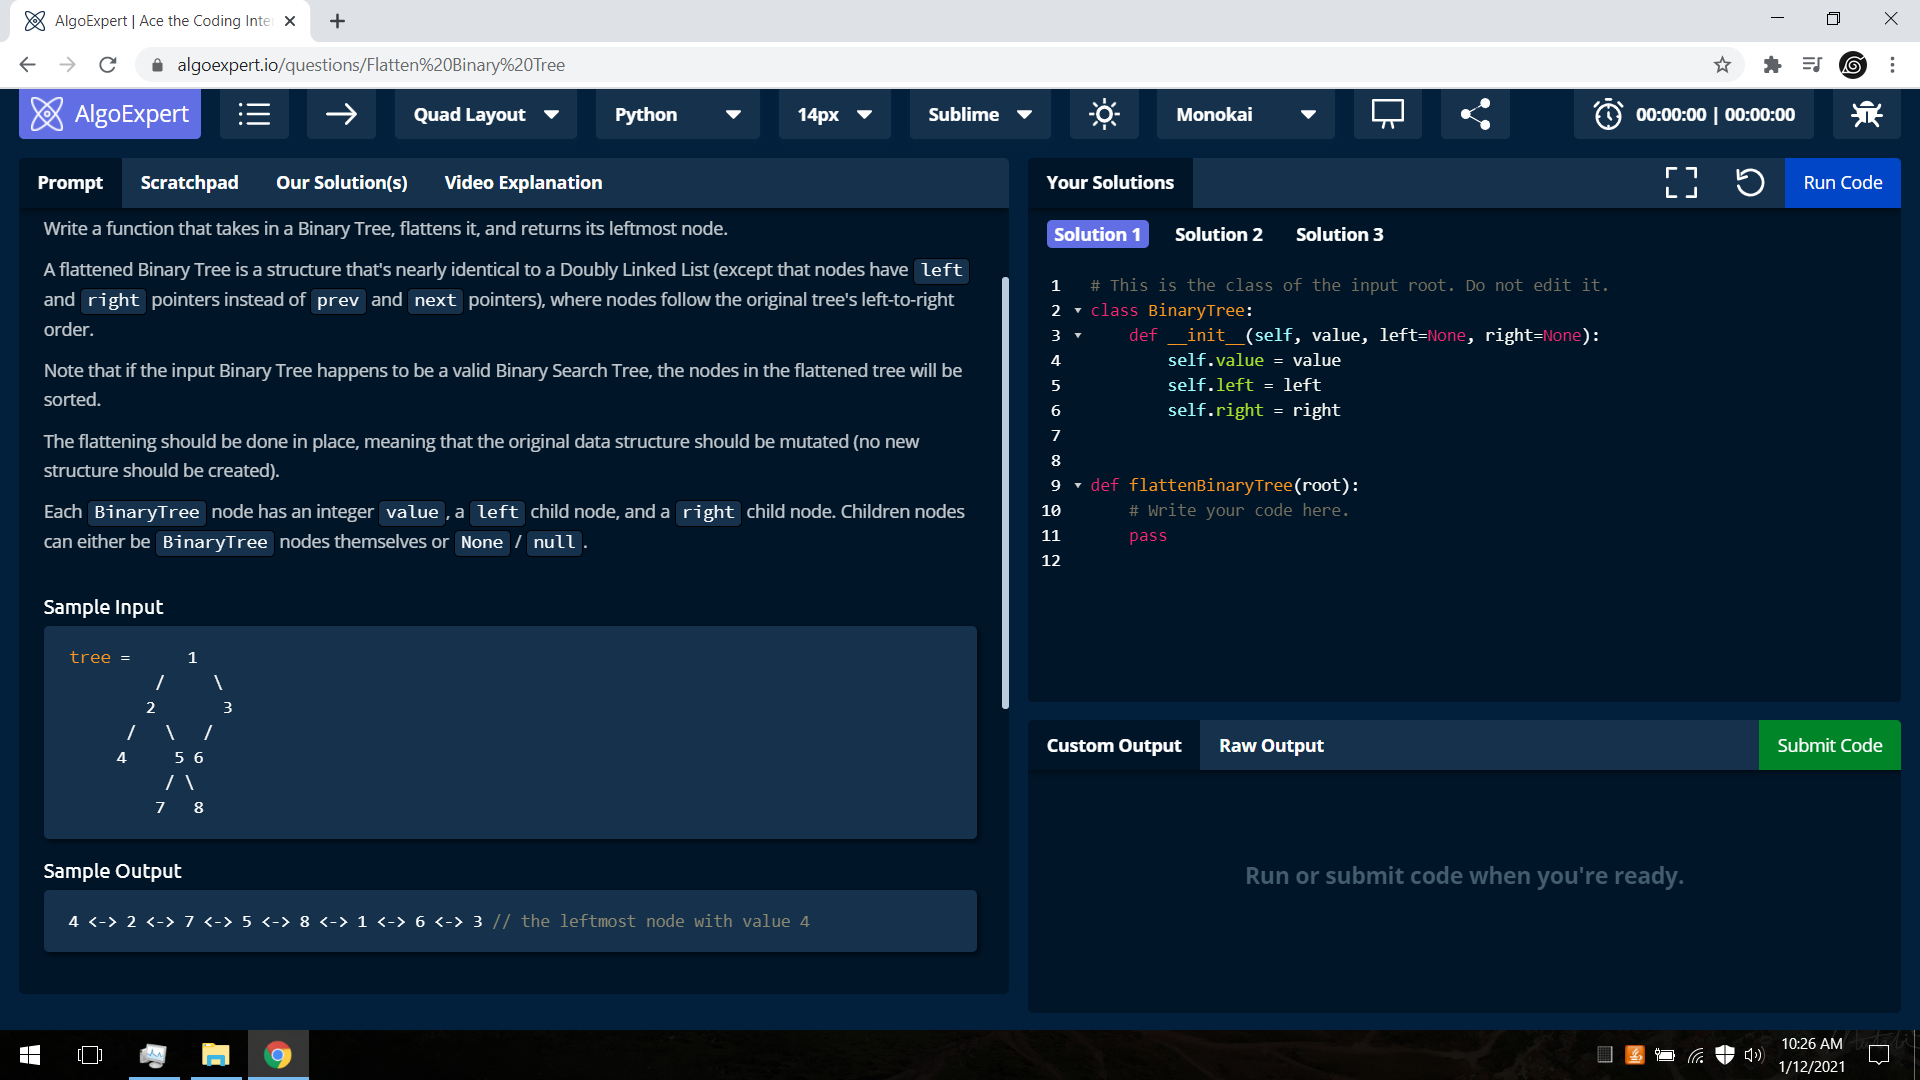 AlgoExpert | Ace the Coding Inte
algoexpert.io/questions/Flatten%20Binary%20Tree
AlgoExpert
Quad Layout
Python
14px
Sublime
Monokai
00:00:00 | 00:00:00
Prompt
Scratchpad
Our Solution(s)
Video Explanation
Write a function that takes in a Binary Tree, flattens it, and returns its leftmost node.
A flattened Binary Tree is a structure that's nearly identical to a Doubly Linked List (except that nodes have left
and right pointers instead of prev and next pointers), where nodes follow the original tree's left-to-right
order.
Note that if the input Binary Tree happens to be a valid Binary Search Tree, the nodes in the flattened tree will be
sorted.
The flattening should be done in place, meaning that the original data structure should be mutated (no new
structure should be created).
Each BinaryTree node has an integer value, a left child node, and a right child node. Children nodes
can either be BinaryTree nodes themselves or None / null.
Sample Input
tree =      1
         /     \
        2       3
      /   \   /
     4     5 6
          / \
         7   8
Sample Output
4 <-> 2 <-> 7 <-> 5 <-> 8 <-> 1 <-> 6 <-> 3 // the leftmost node with value 4
Your Solutions
Run Code
Solution 1
Solution 2
Solution 3
1 # This is the class of the input root. Do not edit it.
2 class BinaryTree:
3     def __init__(self, value, left=None, right=None):
4         self.value = value
5         self.left = left
6         self.right = right
7
8
9 def flattenBinaryTree(root):
10     # Write your code here.
11     pass
12
Custom Output
Raw Output
Submit Code
Run or submit code when you're ready.
10:26 AM
1/12/2021